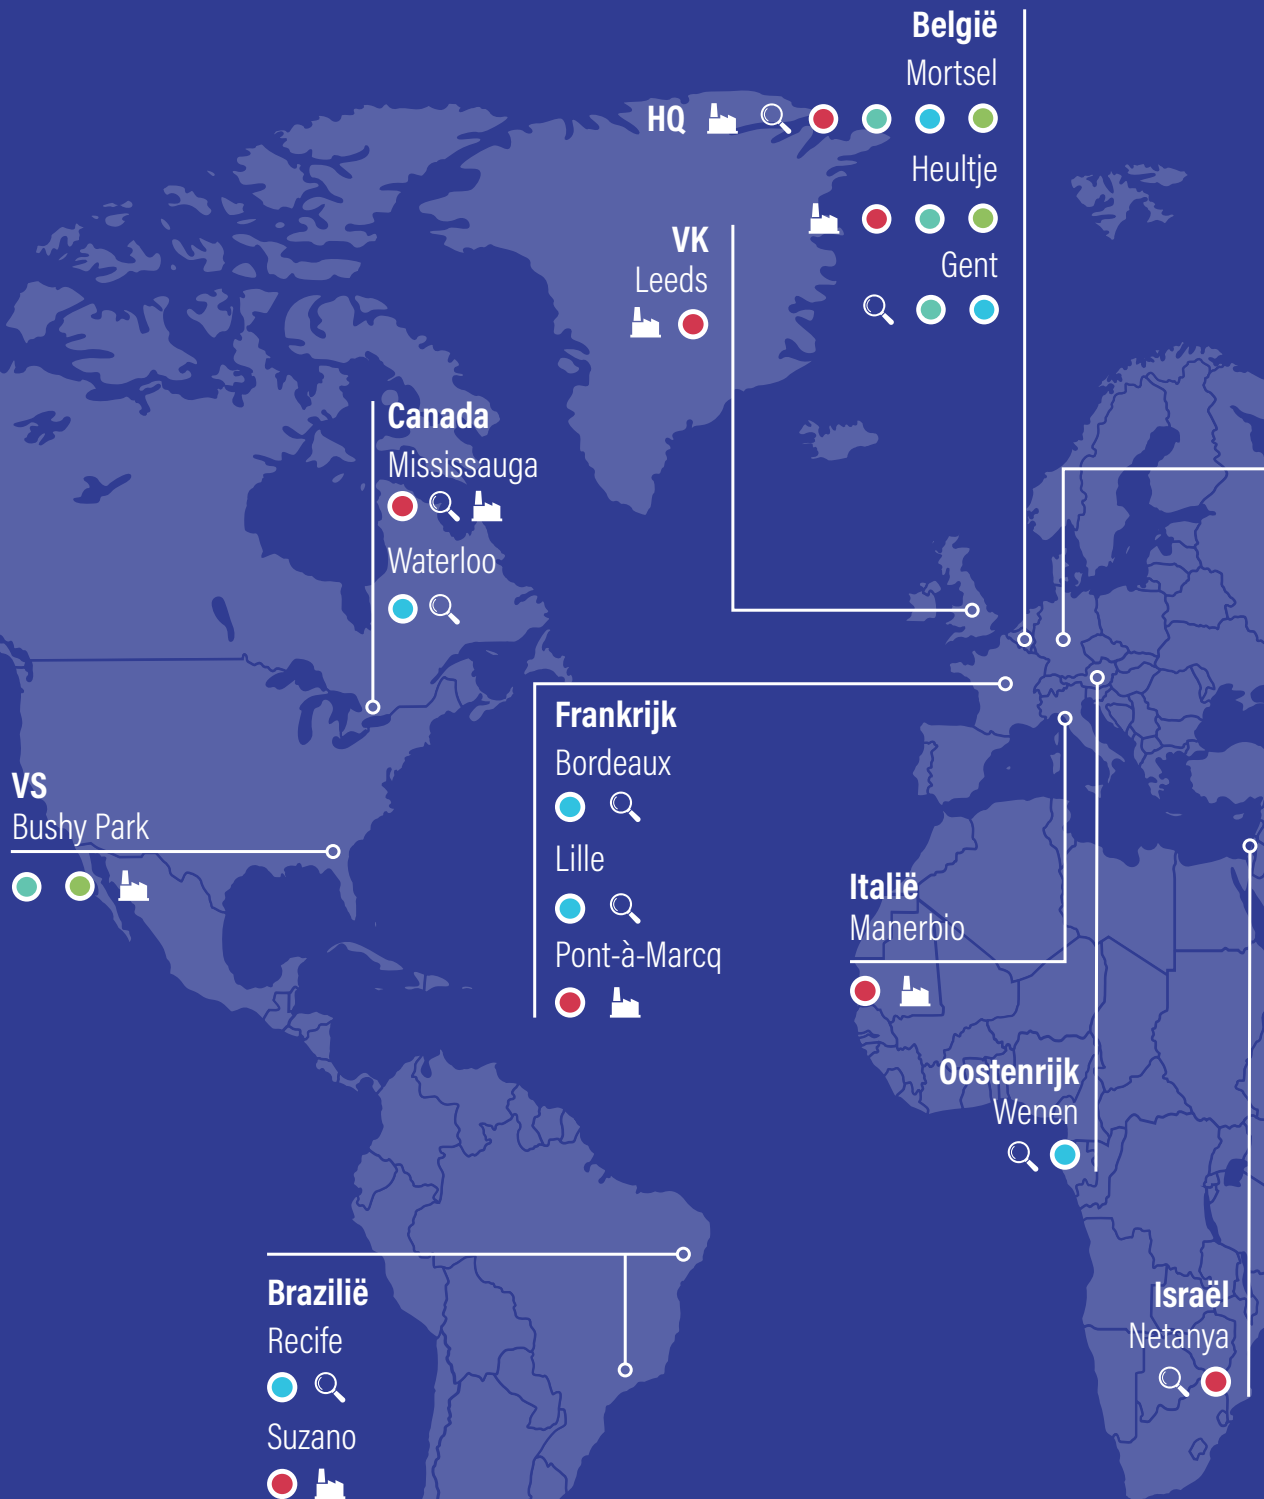 België
Mortsel
HQ
Heultje
Gent
VK
Leeds
Canada
Mississauga
Waterloo
Frankrijk
Bordeaux
Lille
Pont-à-Marcq
VS
Bushy Park
Italië
Manerbio
Oostenrijk
Wenen
Brazilië
Recife
Suzano
Israël
Netanya